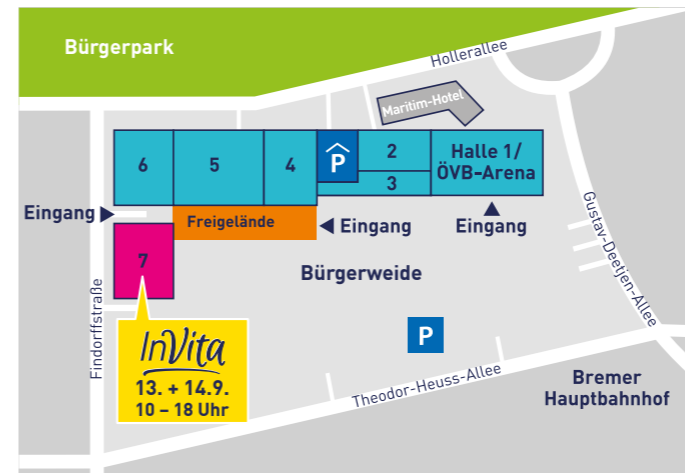 Bürgerpark
Hollerallee
Maritim-Hotel
6
5
4
P
2
3
Halle 1/
ÖVB-Arena
Eingang
Freigelände
Eingang
Eingang
7
Bürgerweide
Gustav-Deetjen-Allee
Findorffstraße
InVita
13. + 14.9.
10 – 18 Uhr
P
Theodor-Heuss-Allee
Bremer
Hauptbahnhof